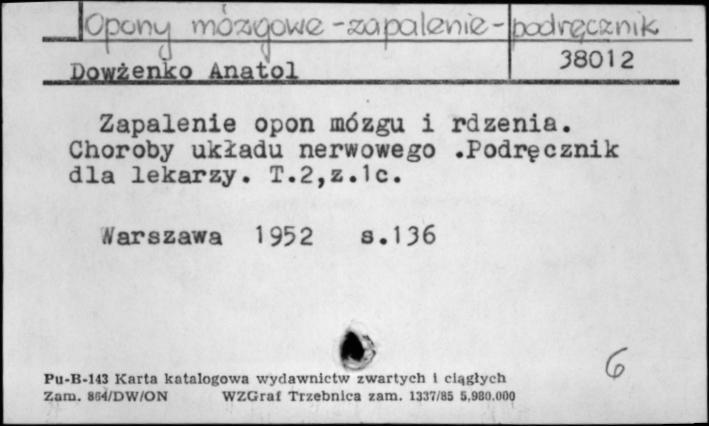 Opony mózgowe - zapalenie - podręcznik
Dowżenko Anatol 38012
Zapalenie opon mózgu i rdzenia.
Choroby układu nerwowego .Podręcznik
dla lekarzy. T.2,z.1c.
Warszawa 1952 s.136
6
Pu-B-143 Karta katalogowa wydawnictw zwartych i ciągłych
Zam. 864/DW/ON WZGraf Trzebnica zam. 1337/85 5,980.000